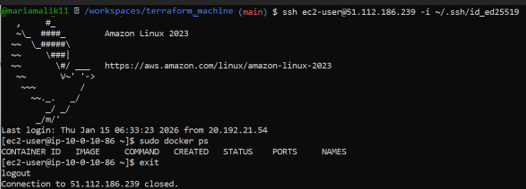 @mariamalik11 /workspaces/terraform_machine (main) $ ssh ec2-user@51.112.186.239 -i ~/.ssh/id_ed25519
   ,     #_
   ~\_  ####_        Amazon Linux 2023
  ~~  \_#####\
  ~~     \###|
  ~~       \#/ ___   https://aws.amazon.com/linux/amazon-linux-2023
   ~~       V~' '->
    ~~~         /
      ~~._.   _/
         _/ _/
       _/m/'
Last login: Thu Jan 15 06:33:23 2026 from 20.192.21.54
[ec2-user@ip-10-0-10-86 ~]$ sudo docker ps
CONTAINER ID   IMAGE     COMMAND   CREATED   STATUS    PORTS     NAMES
[ec2-user@ip-10-0-10-86 ~]$ exit
logout
Connection to 51.112.186.239 closed.